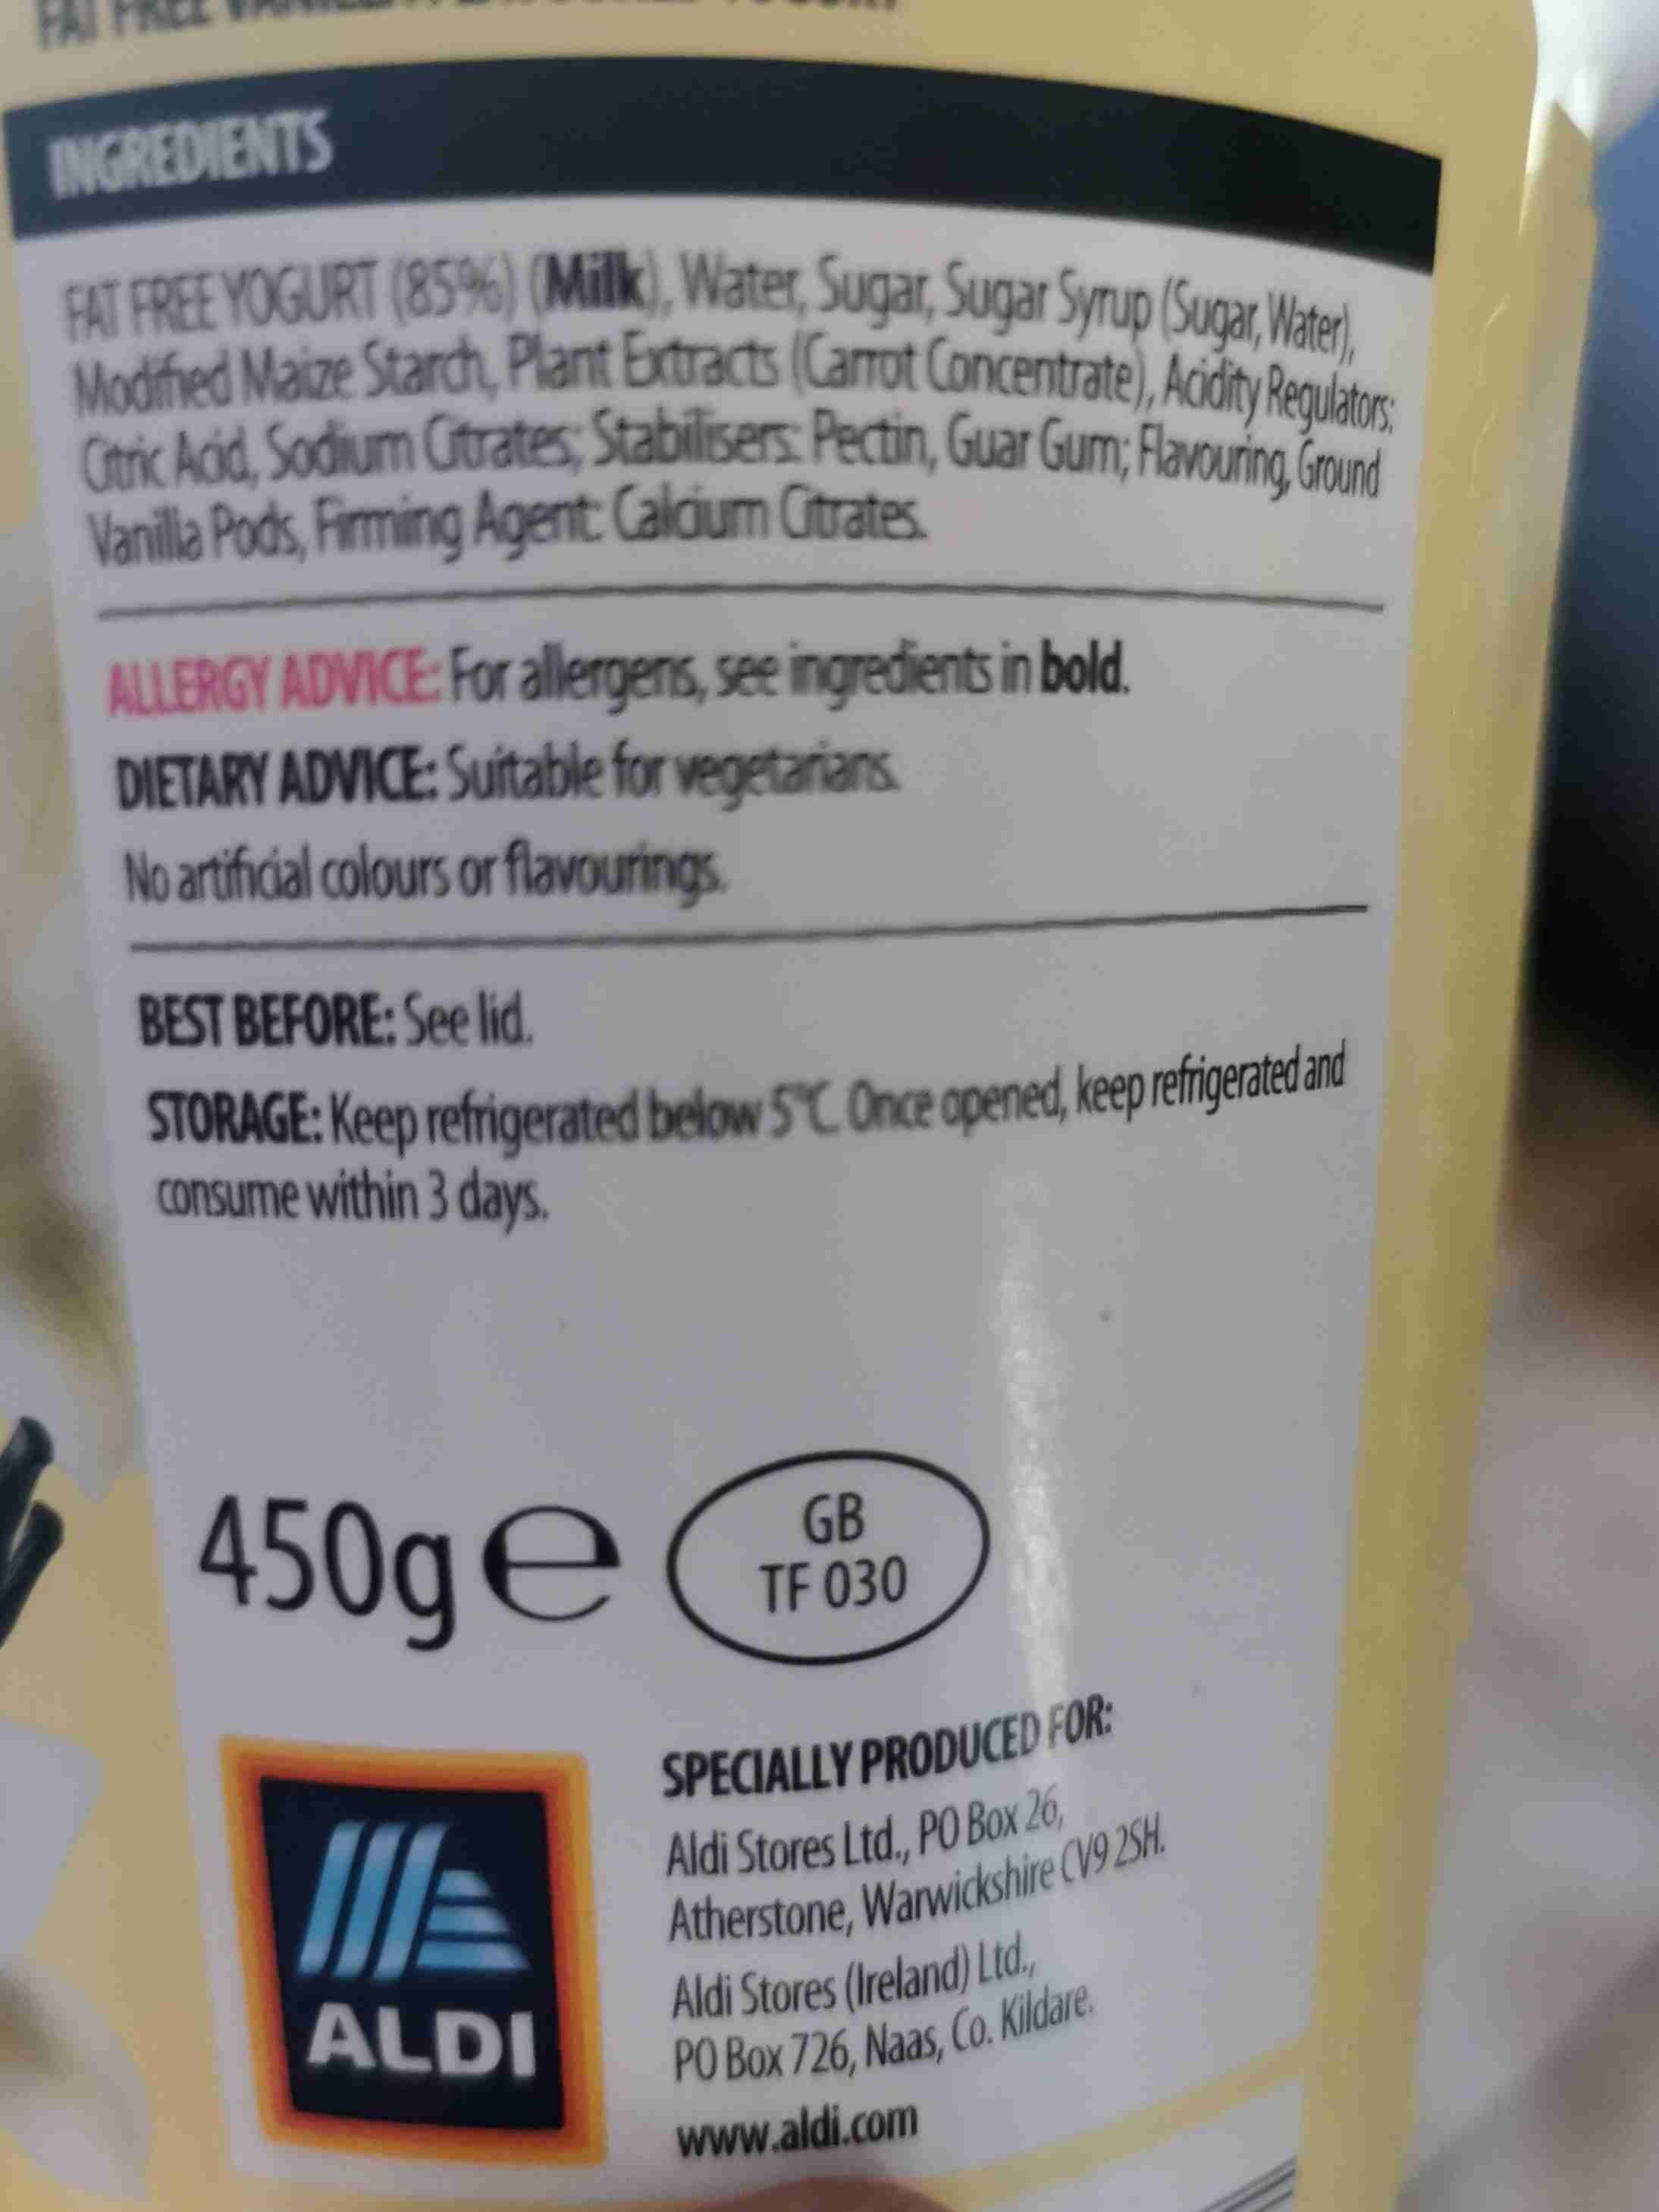 FAT FREE VANILLA FLAVOURED YOGURT
INGREDIENTS
FAT FREE YOGURT (85%) (Milk), Water, Sugar, Sugar Syrup (Sugar, Water),
Modified Maize Starch, Plant Extracts (Carrot Concentrate), Acidity Regulators:
Citric Acid, Sodium Citrates; Stabilisers: Pectin, Guar Gum; Flavouring, Ground
Vanilla Pods, Firming Agent: Calcium Citrates.
ALLERGY ADVICE: For allergens, see ingredients in bold.
DIETARY ADVICE: Suitable for vegetarians.
No artificial colours or flavourings.
BEST BEFORE: See lid.
STORAGE: Keep refrigerated below 5°C. Once opened, keep refrigerated and
consume within 3 days.
450g e
GB
TF 030
ALDI
SPECIALLY PRODUCED FOR:
Aldi Stores Ltd., PO Box 26,
Atherstone, Warwickshire CV9 2SH.
Aldi Stores (Ireland) Ltd.,
PO Box 726, Naas, Co. Kildare.
www.aldi.com